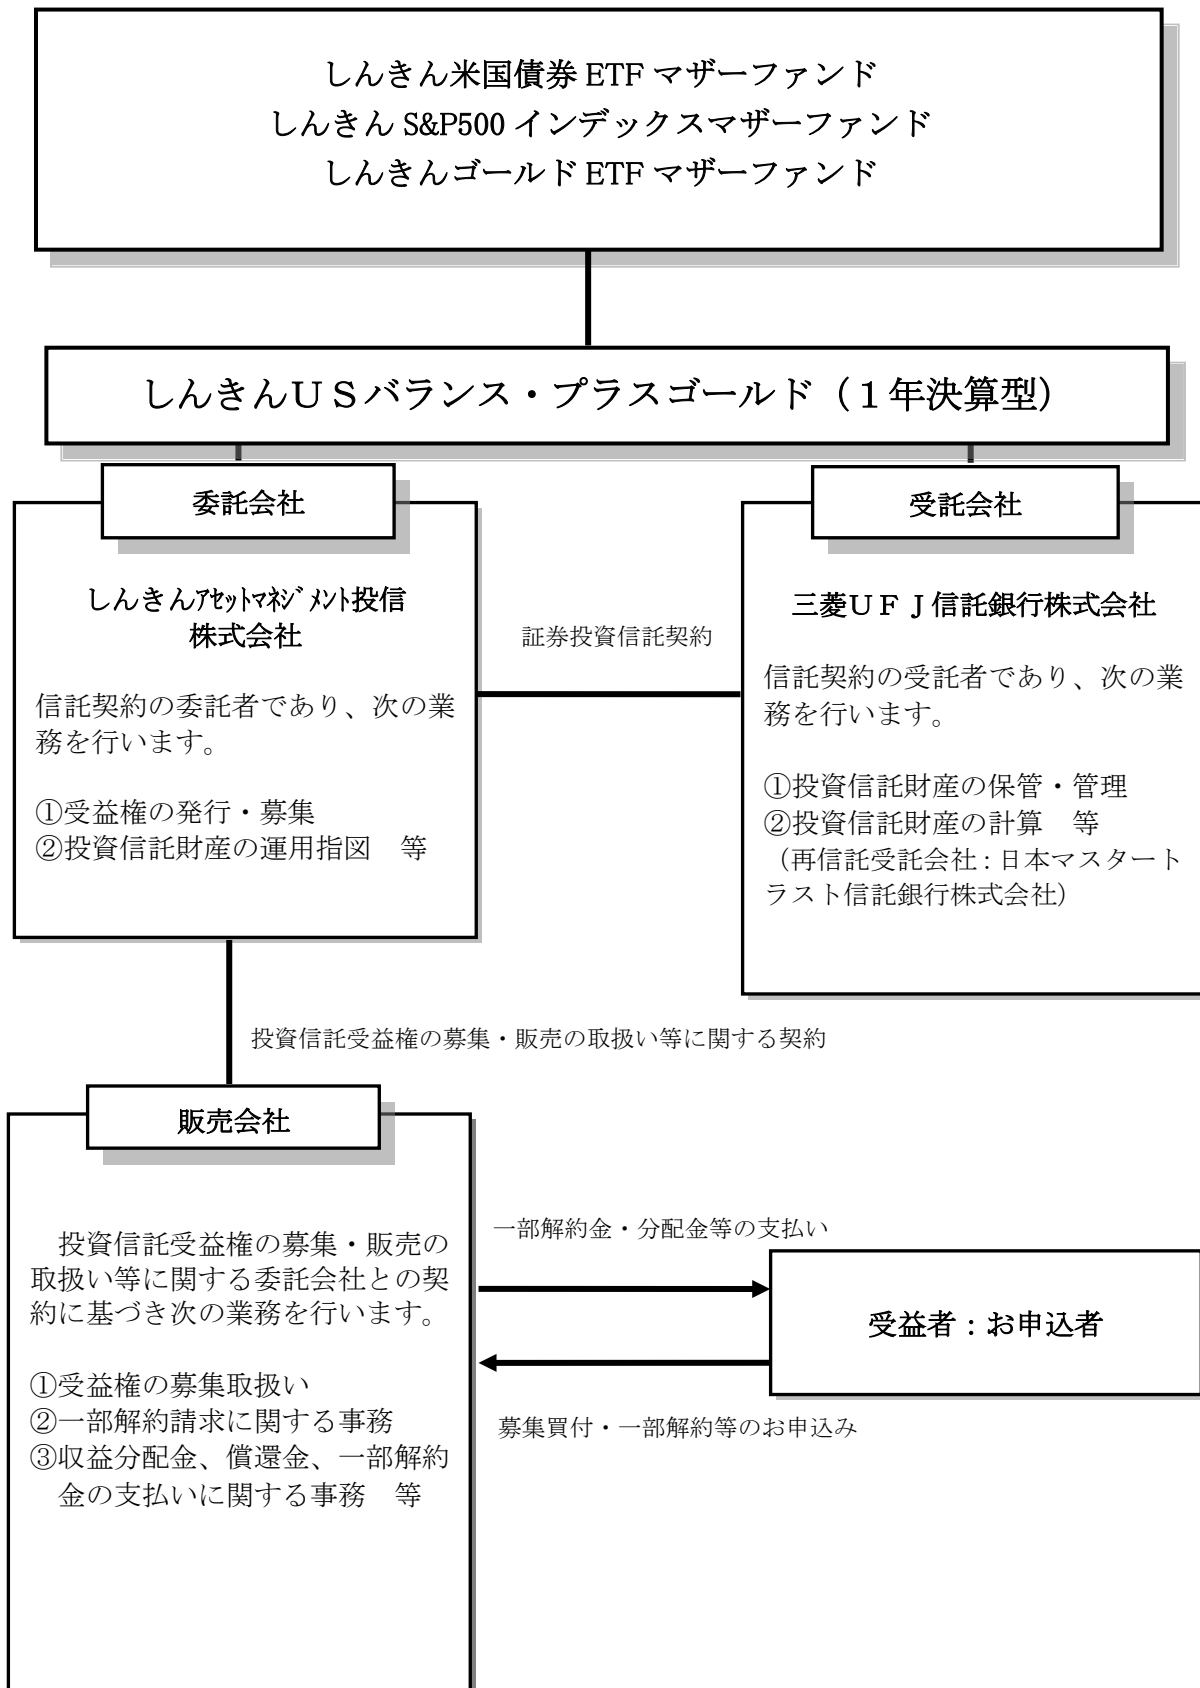 しんきん米国債券 ETF マザーファンド
しんきん S&P500 インデックスマザーファンド
しんきんゴールド ETF マザーファンド
しんきんＵＳバランス・プラスゴールド（１年決算型）
委託会社
しんきんｱｾｯﾄﾏﾈｼﾞﾒﾝﾄ投信
株式会社
信託契約の委託者であり、次の業
務を行います。
①受益権の発行・募集
②投資信託財産の運用指図　等
証券投資信託契約
受託会社
三菱ＵＦＪ信託銀行株式会社
信託契約の受託者であり、次の業
務を行います。
①投資信託財産の保管・管理
②投資信託財産の計算　等
（再信託受託会社：日本マスタート
ラスト信託銀行株式会社）
投資信託受益権の募集・販売の取扱い等に関する契約
販売会社
　投資信託受益権の募集・販売の
取扱い等に関する委託会社との契
約に基づき次の業務を行います。
①受益権の募集取扱い
②一部解約請求に関する事務
③収益分配金、償還金、一部解約
　金の支払いに関する事務　等
一部解約金・分配金等の支払い
受益者：お申込者
募集買付・一部解約等のお申込み